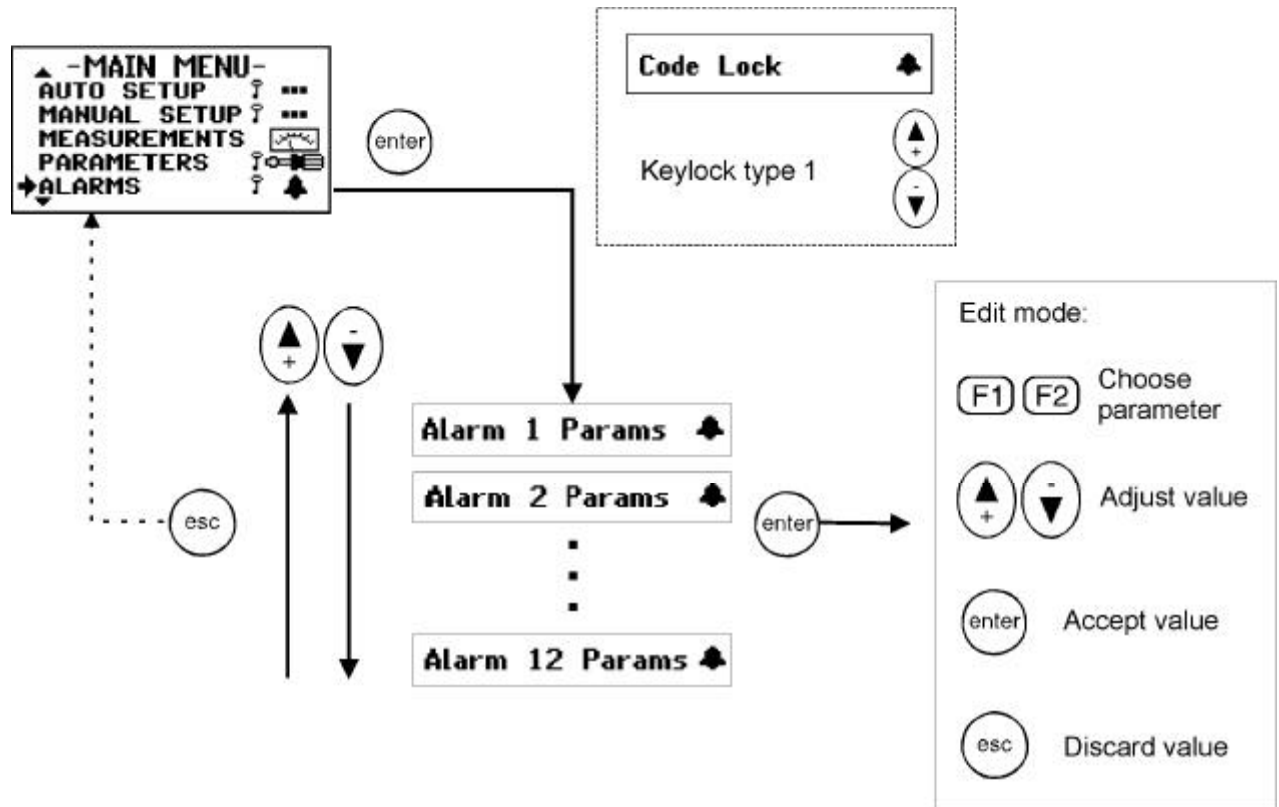 -MAIN MENU-
AUTO SETUP
MANUAL SETUP
MEASUREMENTS
PARAMETERS
ALARMS
enter
Code Lock
Keylock type 1
+
-
+
-
esc
Alarm 1 Params
Alarm 2 Params
Alarm 12 Params
enter
Edit mode:
F1 F2 Choose
parameter
+
-
Adjust value
enter Accept value
esc Discard value